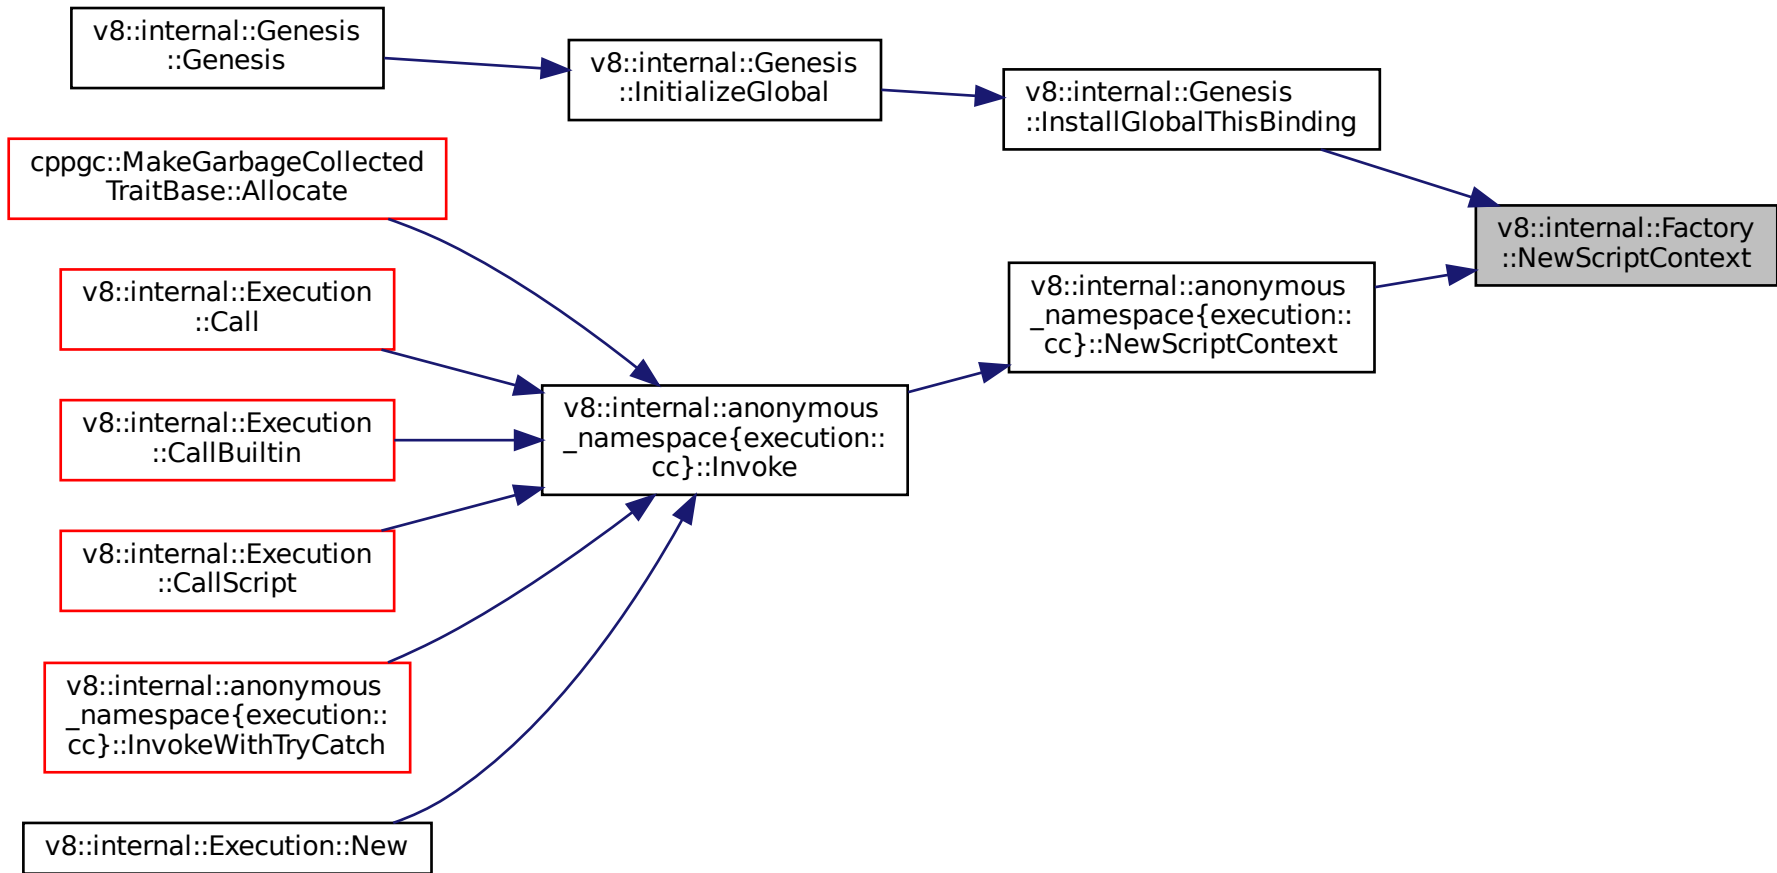 v8::internal::Genesis
::Genesis
v8::internal::Genesis
::InitializeGlobal
v8::internal::Genesis
::InstallGlobalThisBinding
cppgc::MakeGarbageCollected
TraitBase::Allocate
v8::internal::Factory
::NewScriptContext
v8::internal::Execution
::Call
v8::internal::anonymous
_namespace{execution::
cc}::NewScriptContext
v8::internal::Execution
::CallBuiltin
v8::internal::anonymous
_namespace{execution::
cc}::Invoke
v8::internal::Execution
::CallScript
v8::internal::anonymous
_namespace{execution::
cc}::InvokeWithTryCatch
v8::internal::Execution::New